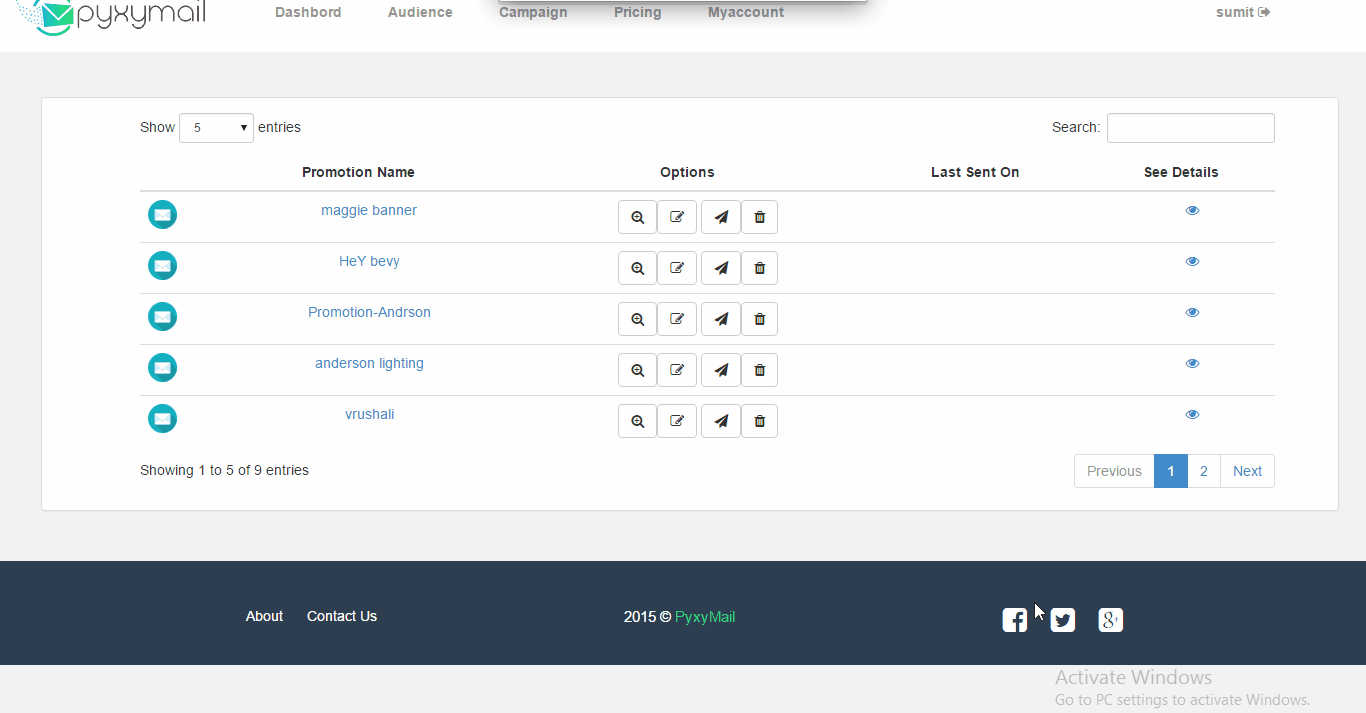 pyxymail Dashbord Audience Campaign Pricing Myaccount sumit
Show 5 entries Search:
Promotion Name Options Last Sent On See Details
maggie banner
HeY bevy
Promotion-Andrson
anderson lighting
vrushali
Showing 1 to 5 of 9 entries Previous 1 2 Next
About Contact Us 2015 © PyxyMail
Activate Windows
Go to PC settings to activate Windows.